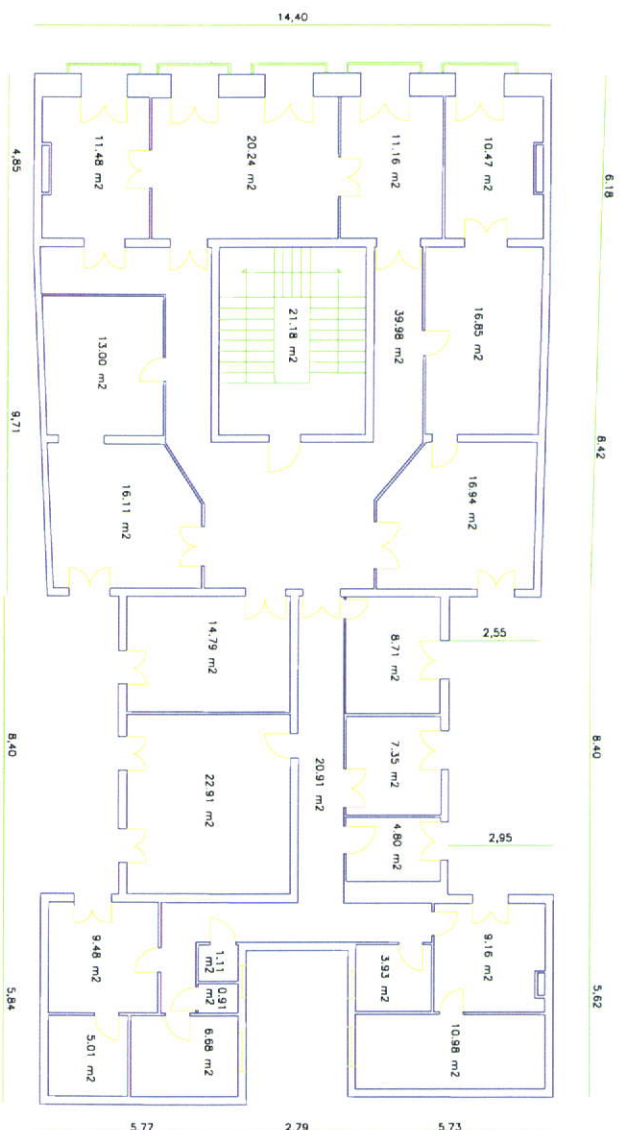 14,40
4,85
6.18
11.48 m2
20.24 m2
11.16 m2
10.47 m2
21.18 m2
39.98 m2
16.85 m2
13.00 m2
9,71
8.42
16.11 m2
16.94 m2
14.79 m2
8.71 m2
2,55
22.91 m2
20.91 m2
7.35 m2
8,40
8.40
4.80 m2
2,95
9.48 m2
1.11
m2
0.91
m2
3.93 m2
9.16 m2
5,84
5,62
5.01 m2
6.68 m2
10.98 m2
5,77
2,79
5,73